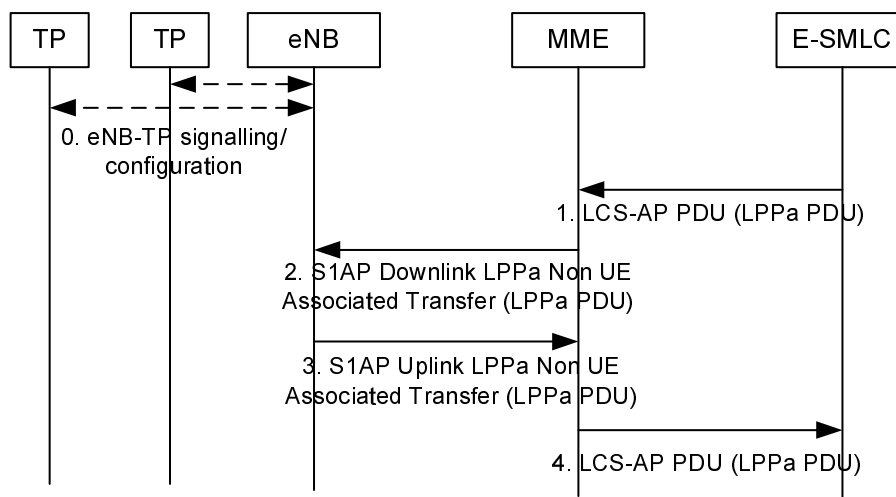 TP
TP
eNB
MME
E-SMLC
0. eNB-TP signalling/
configuration
1. LCS-AP PDU (LPPa PDU)
2. S1AP Downlink LPPa Non UE
Associated Transfer (LPPa PDU)
3. S1AP Uplink LPPa Non UE
Associated Transfer (LPPa PDU)
4. LCS-AP PDU (LPPa PDU)